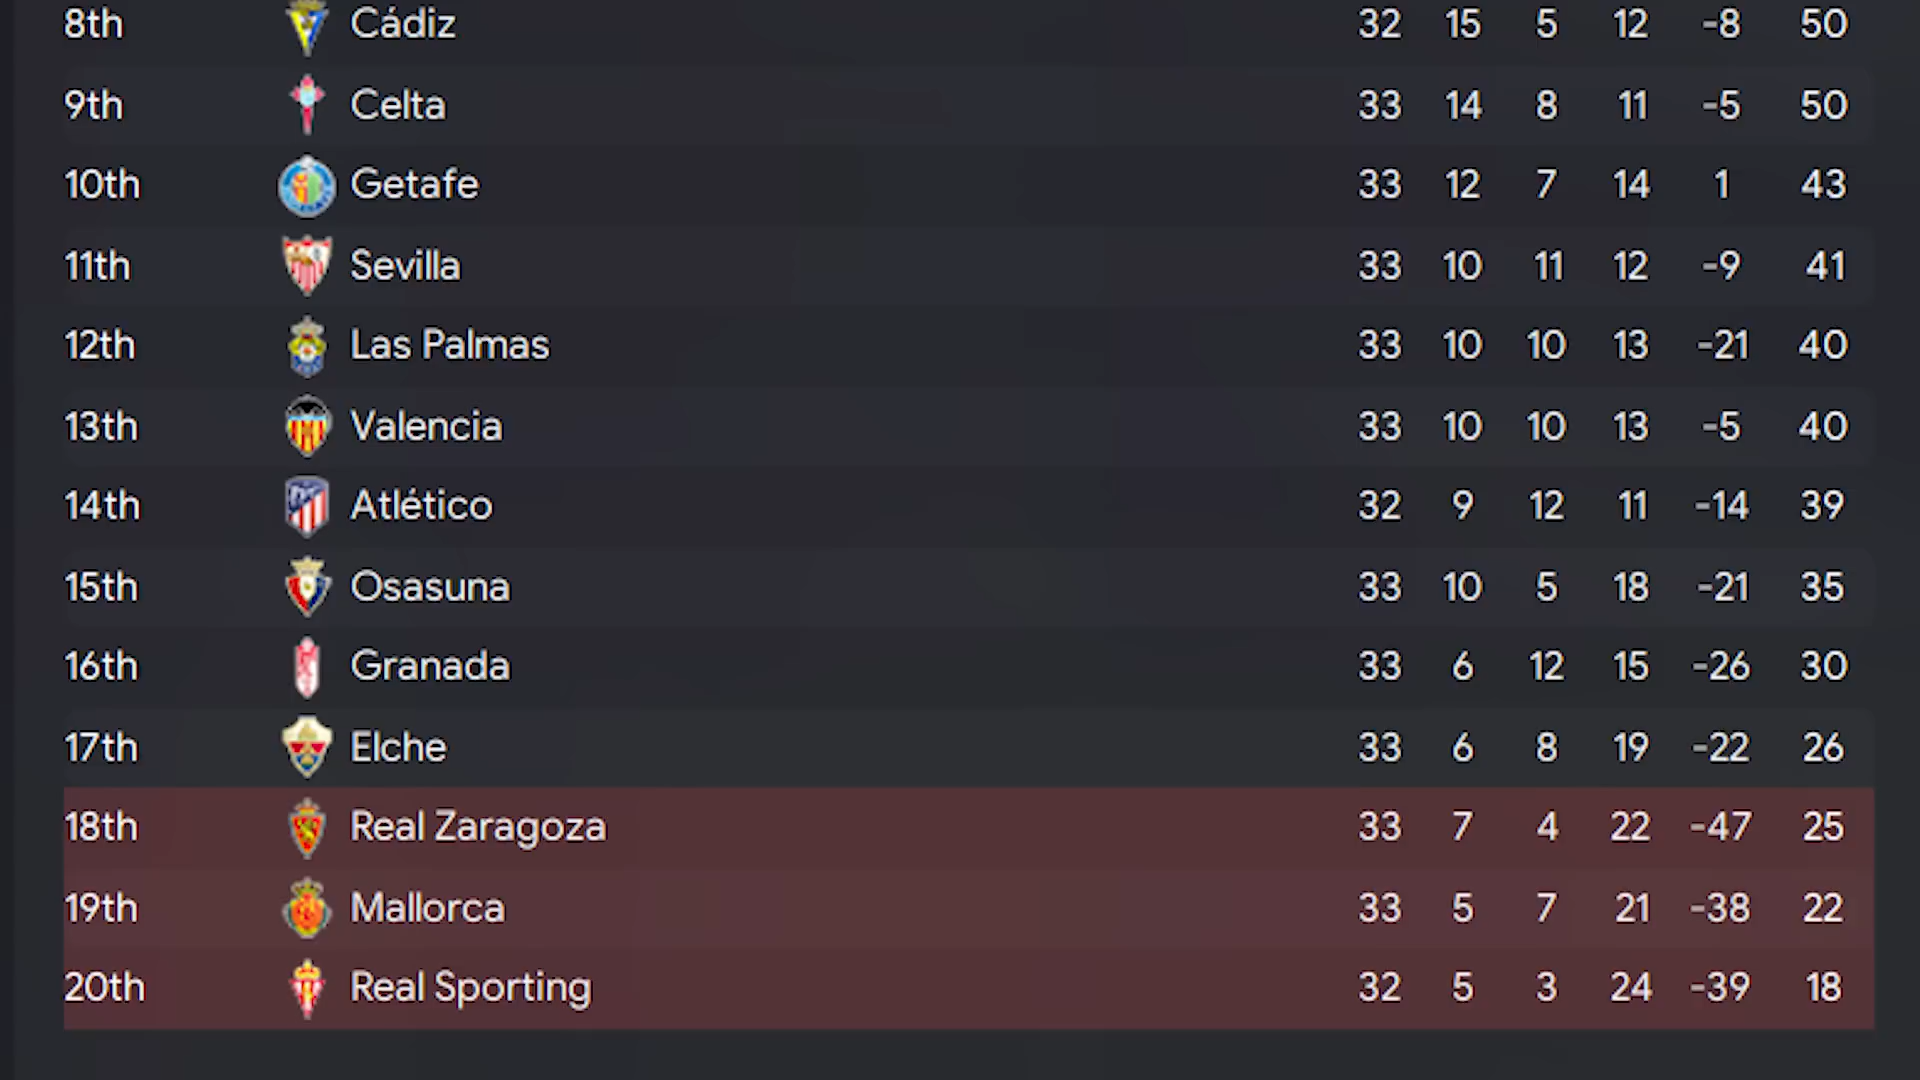 8th Cádiz 32 15 5 12 -8 50
9th Celta 33 14 8 11 -5 50
10th Getafe 33 12 7 14 1 43
11th Sevilla 33 10 11 12 -9 41
12th Las Palmas 33 10 10 13 -21 40
13th Valencia 33 10 10 13 -5 40
14th Atlético 32 9 12 11 -14 39
15th Osasuna 33 10 5 18 -21 35
16th Granada 33 6 12 15 -26 30
17th Elche 33 6 8 19 -22 26
18th Real Zaragoza 33 7 4 22 -47 25
19th Mallorca 33 5 7 21 -38 22
20th Real Sporting 32 5 3 24 -39 18